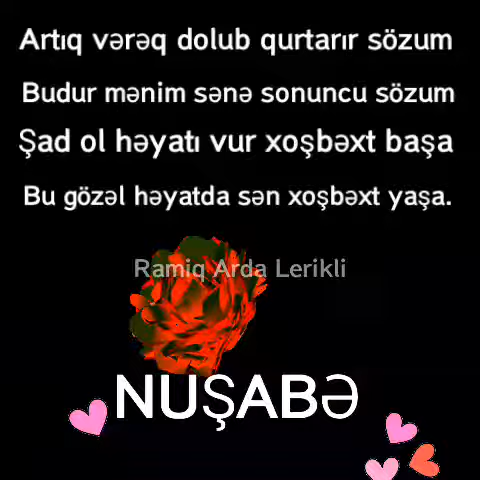 Artıq vərəq dolub qurtarır sözum
Budur mənim sənə sonuncu sözum
Şad ol həyatı vur xoşbəxt başa
Bu gözəl həyatda sən xoşbəxt yaşa.
Ramiq Arda Lerikli
NUŞABƏ